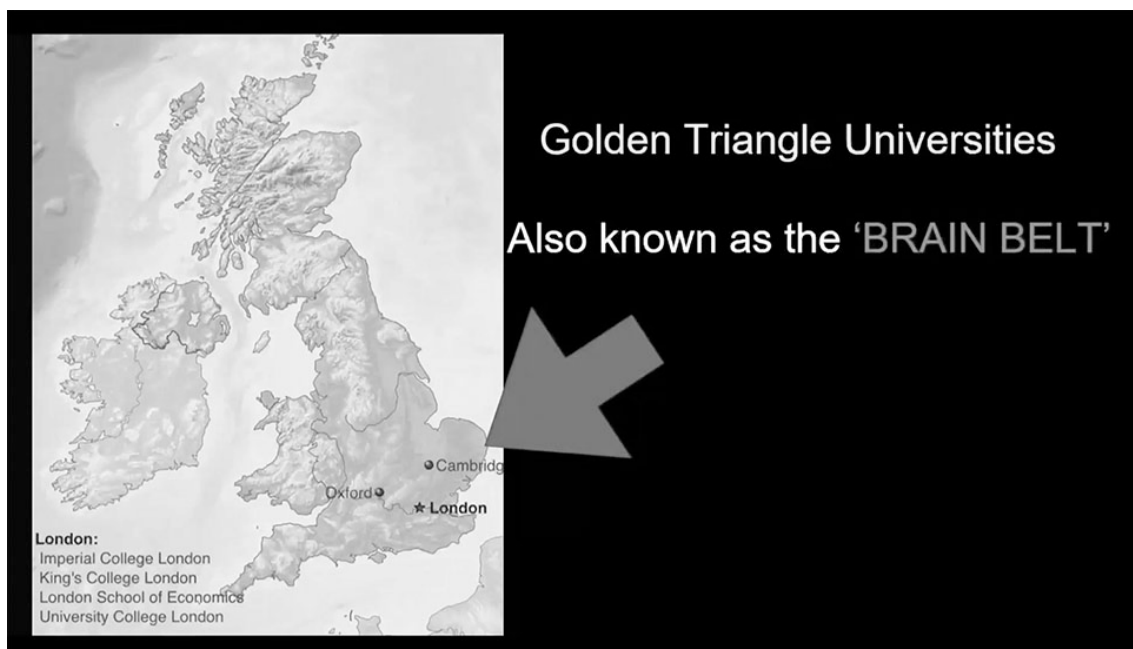 Golden Triangle Universities
Also known as the ‘BRAIN BELT’
Cambridg
Oxford
London
London:
Imperial College London
King's College London
London School of Economics
University College London